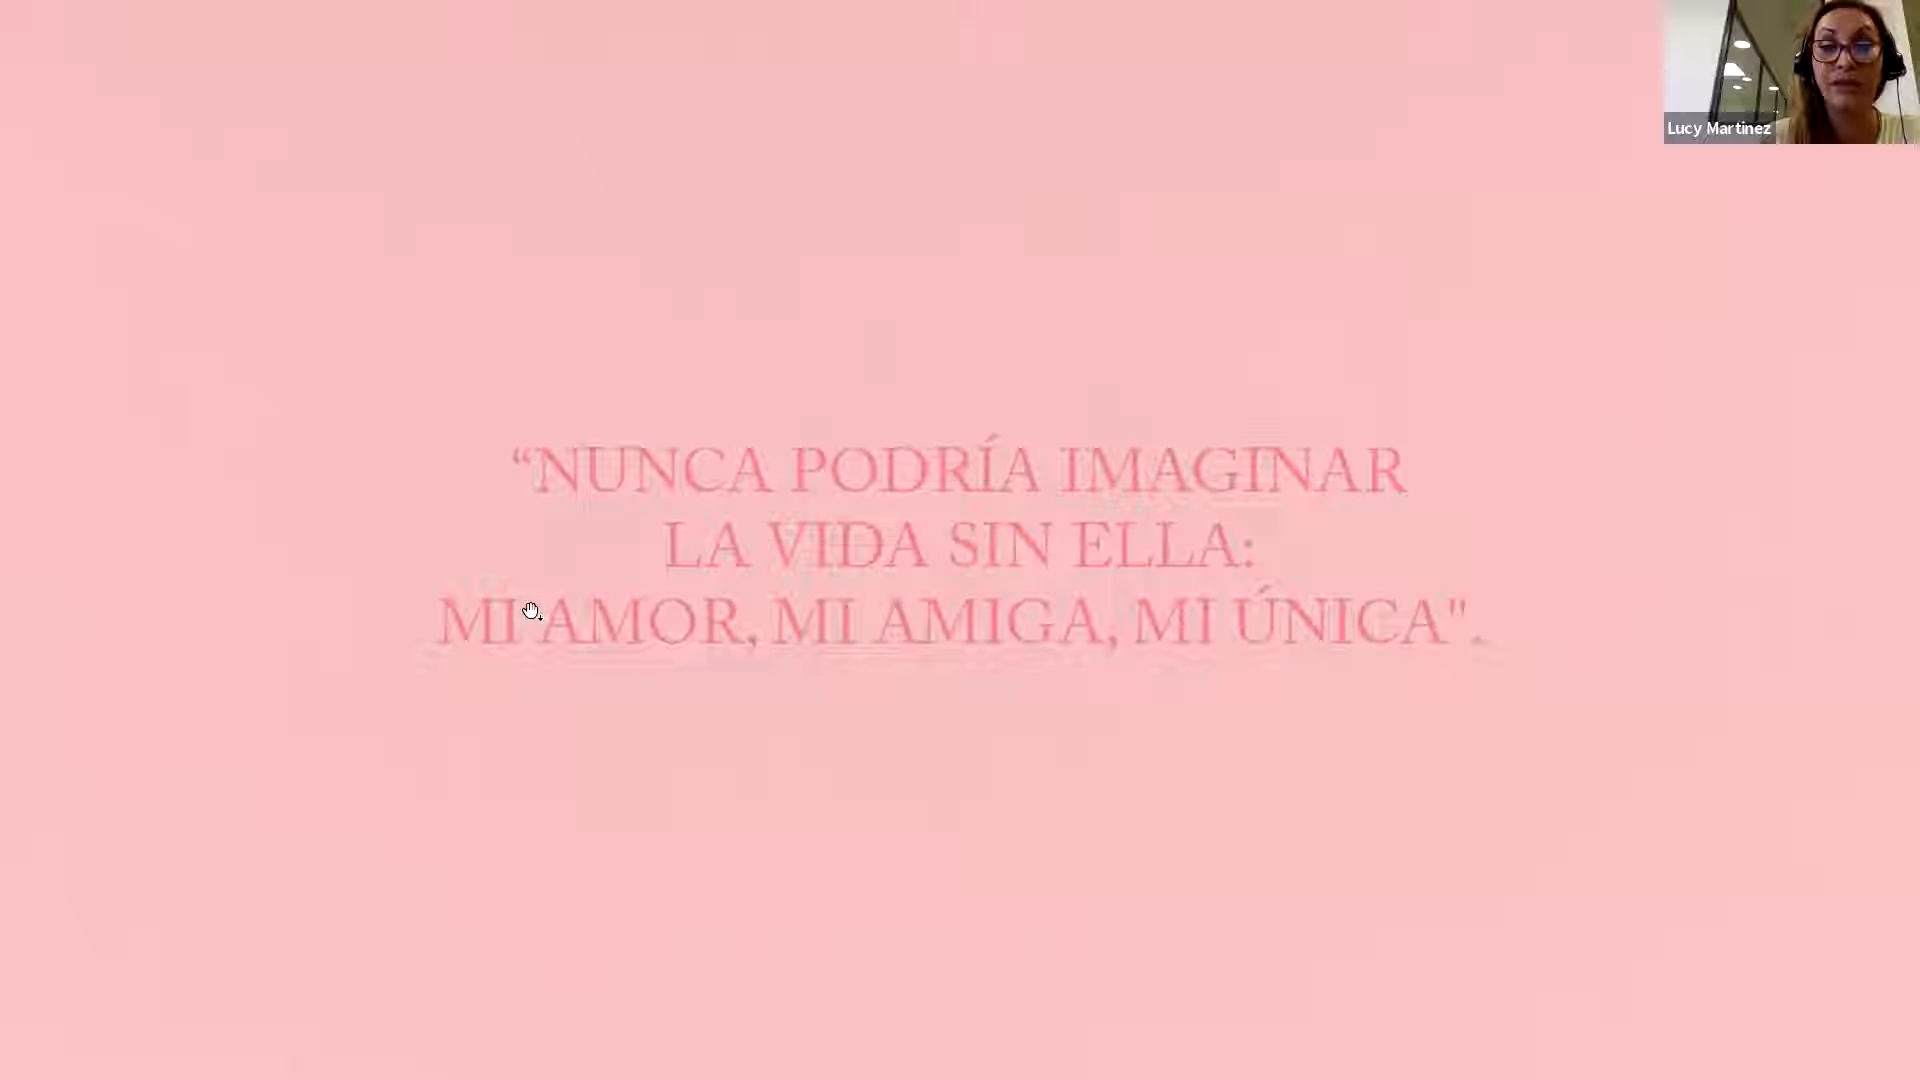 Lucy Martinez
“NUNCA PODRÍA IMAGINAR
LA VIDA SIN ELLA:
MI AMOR, MI AMIGA, MI ÚNICA".